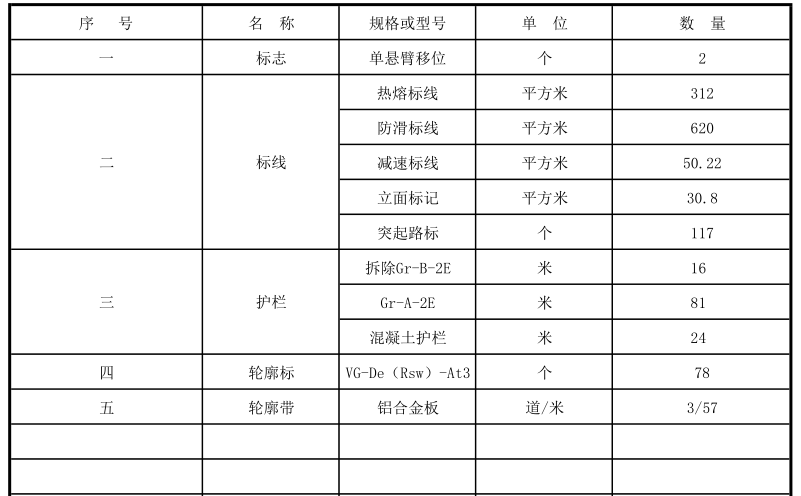 序 号 名 称 规格或型号 单 位 数 量
一 标志 单悬臂移位 个 2
热熔标线 平方米 312
防滑标线 平方米 620
二 标线 减速标线 平方米 50.22
立面标记 平方米 30.8
突起路标 个 117
拆除Gr-B-2E 米 16
三 护栏 Gr-A-2E 米 81
混凝土护栏 米 24
四 轮廓标 VG-De（Rsw）-At3 个 78
五 轮廓带 铝合金板 道/米 3/57